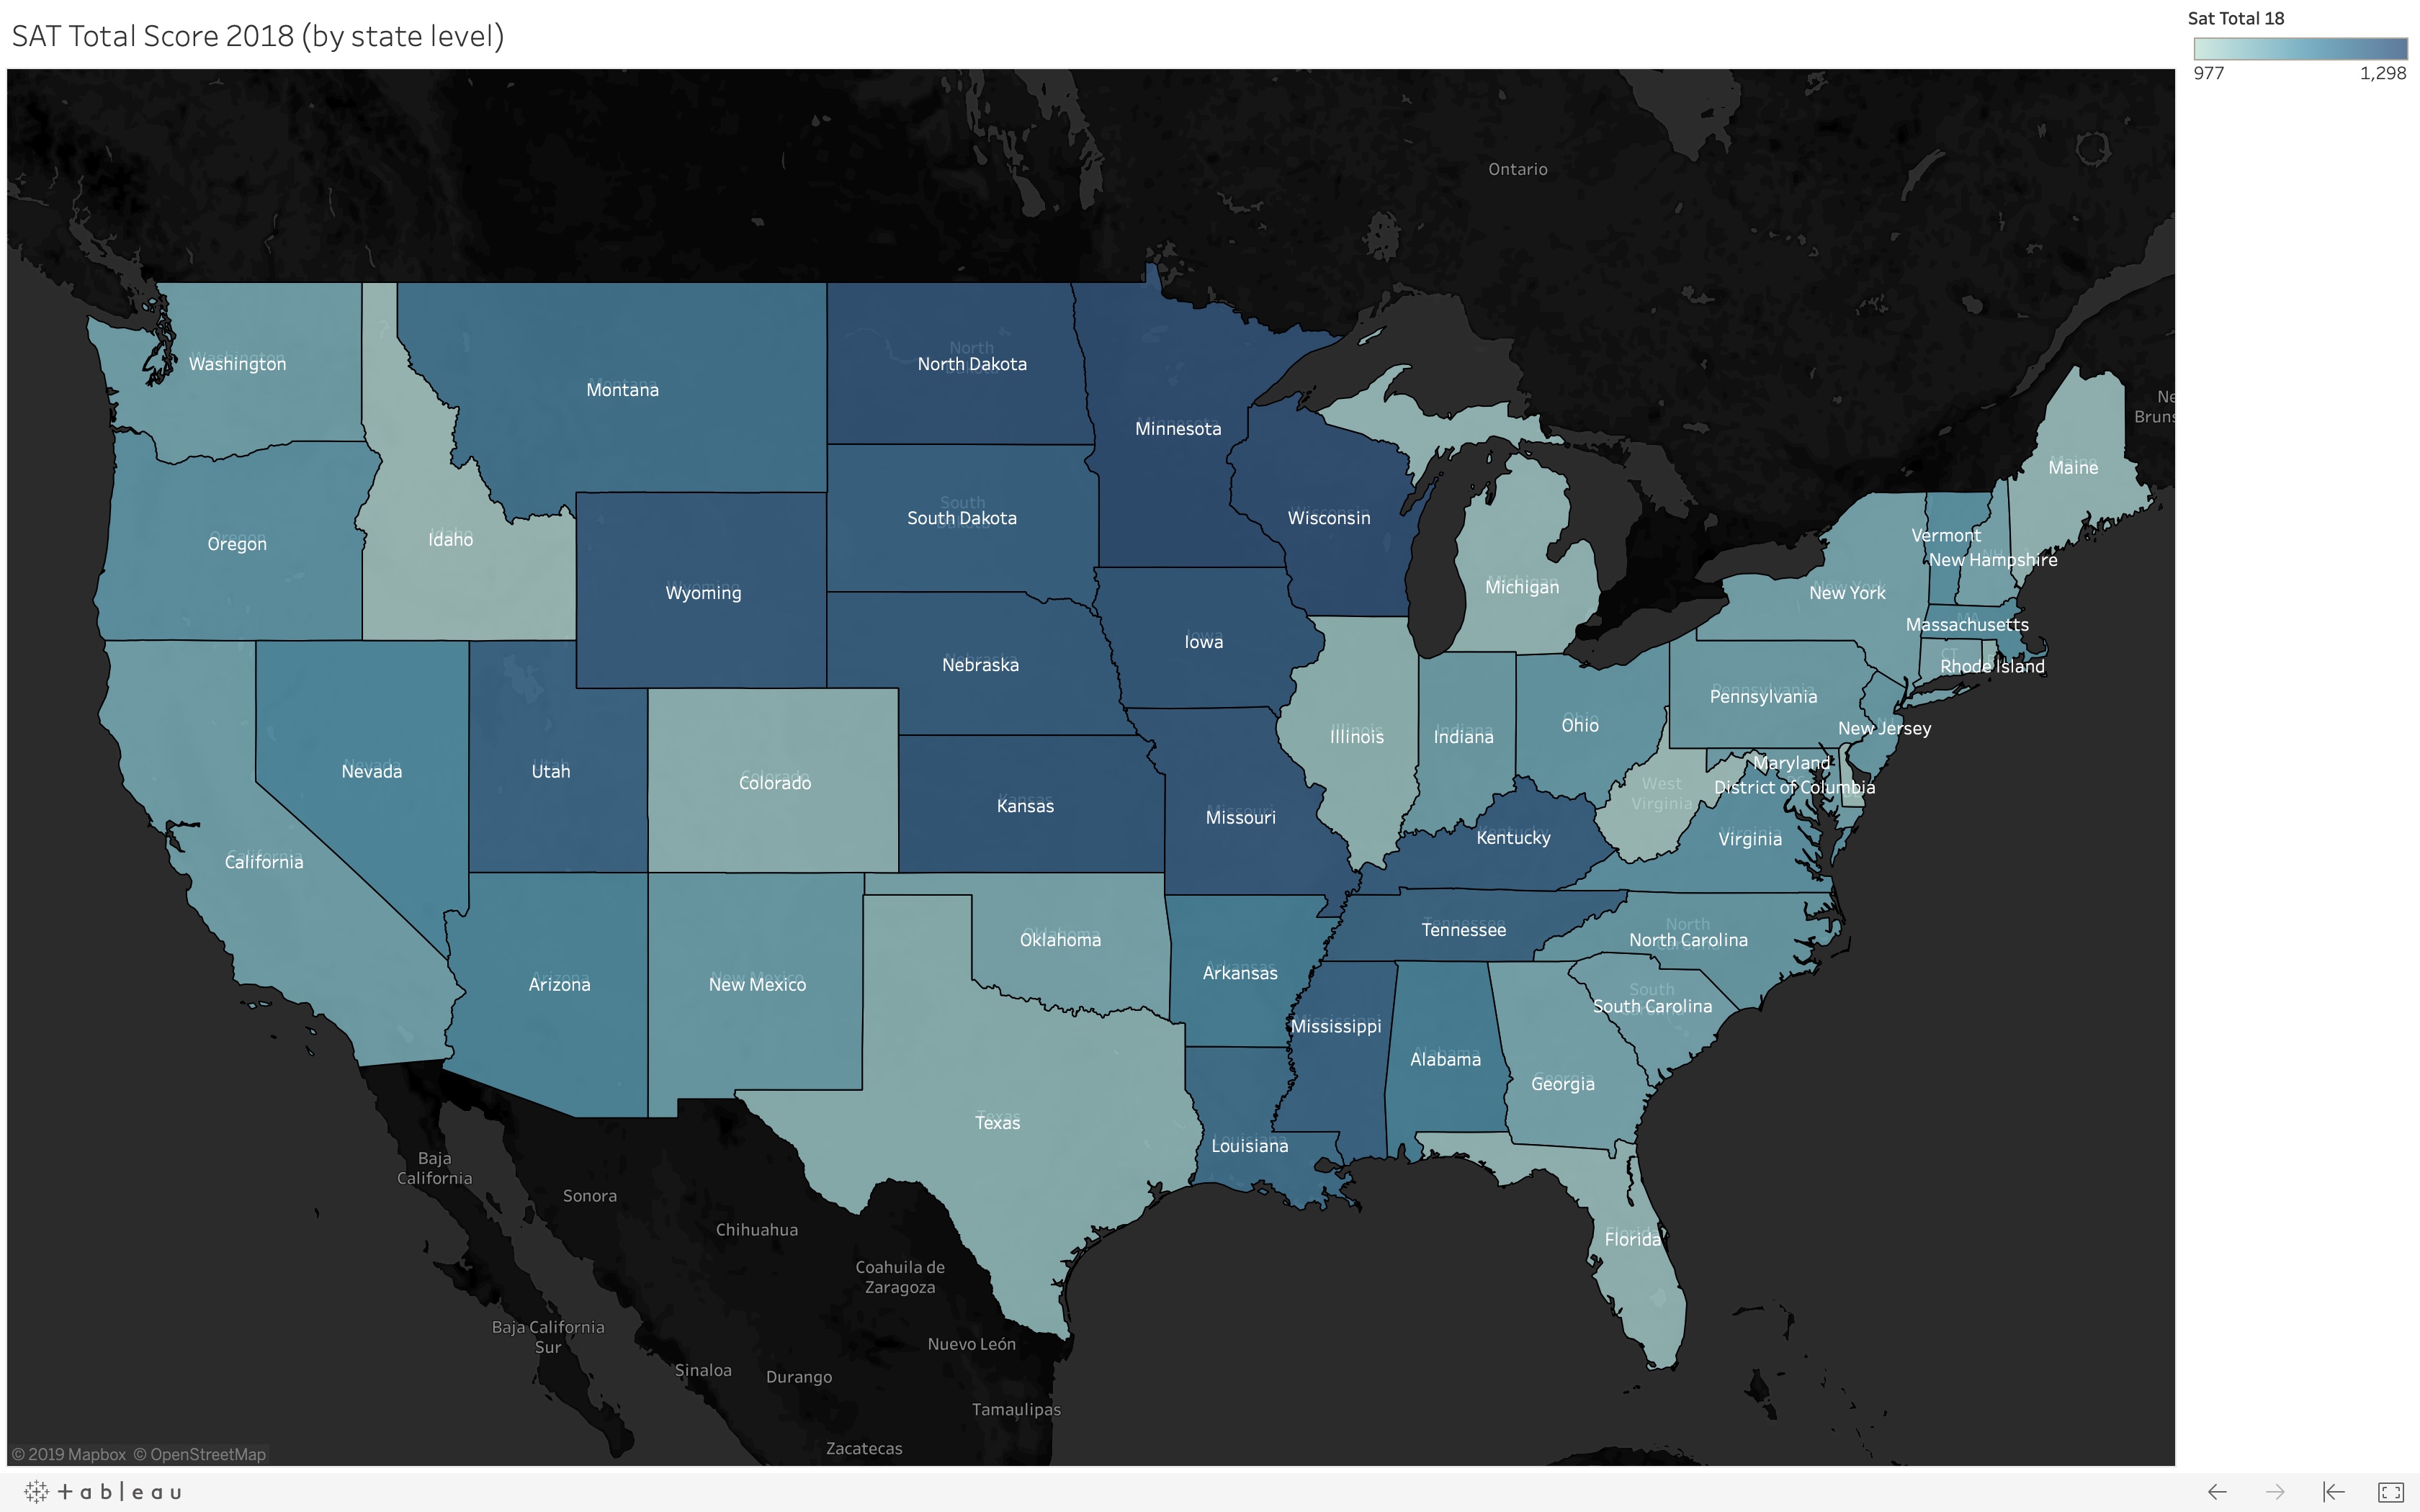 SAT Total Score 2018 (by state level)
Sat Total 18
977
1,298
Ontario
Ne
Bruns
Washington
Montana
North Dakota
Minnesota
Maine
Oregon
Idaho
South Dakota
Wisconsin
Vermont
New Hampshire
Wyoming
Michigan
New York
Massachusetts
Iowa
Nebraska
CT
Rhode Island
Pennsylvania
Ohio
New Jersey
Nevada
Utah
Colorado
Illinois
Indiana
Maryland
West
Virginia
District of Columbia
Kansas
Missouri
Kentucky
Virginia
California
Tennessee
North Carolina
Oklahoma
Arizona
New Mexico
Arkansas
South Carolina
Mississippi
Alabama
Georgia
Texas
Louisiana
Florida
Baja
California
Sonora
Chihuahua
Coahuila de
Zaragoza
Baja California
Sur
Nuevo León
Sinaloa
Durango
Tamaulipas
Zacatecas
© 2019 Mapbox © OpenStreetMap
+ableau